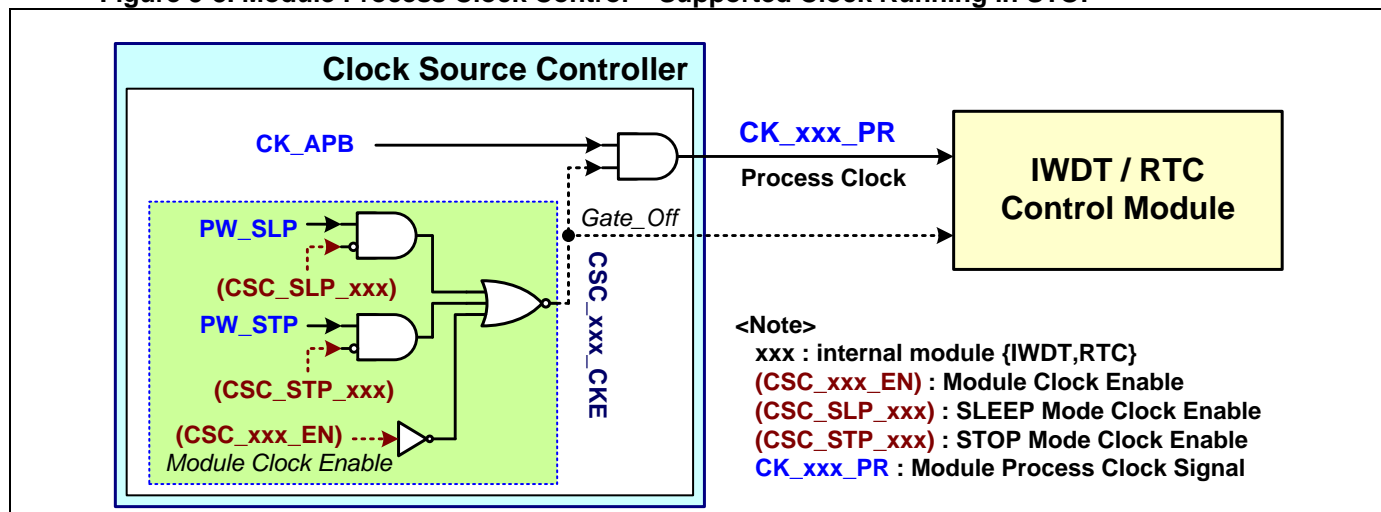 Clock Source Controller
CK_APB
CK_xxx_PR
Process Clock
IWDT / RTC
Control Module
PW_SLP
(CSC_SLP_xxx)
PW_STP
(CSC_STP_xxx)
(CSC_xxx_EN)
Module Clock Enable
Gate_Off
CSC_xxx_CKE
<Note>
xxx : internal module {IWDT,RTC}
(CSC_xxx_EN) : Module Clock Enable
(CSC_SLP_xxx) : SLEEP Mode Clock Enable
(CSC_STP_xxx) : STOP Mode Clock Enable
CK_xxx_PR : Module Process Clock Signal